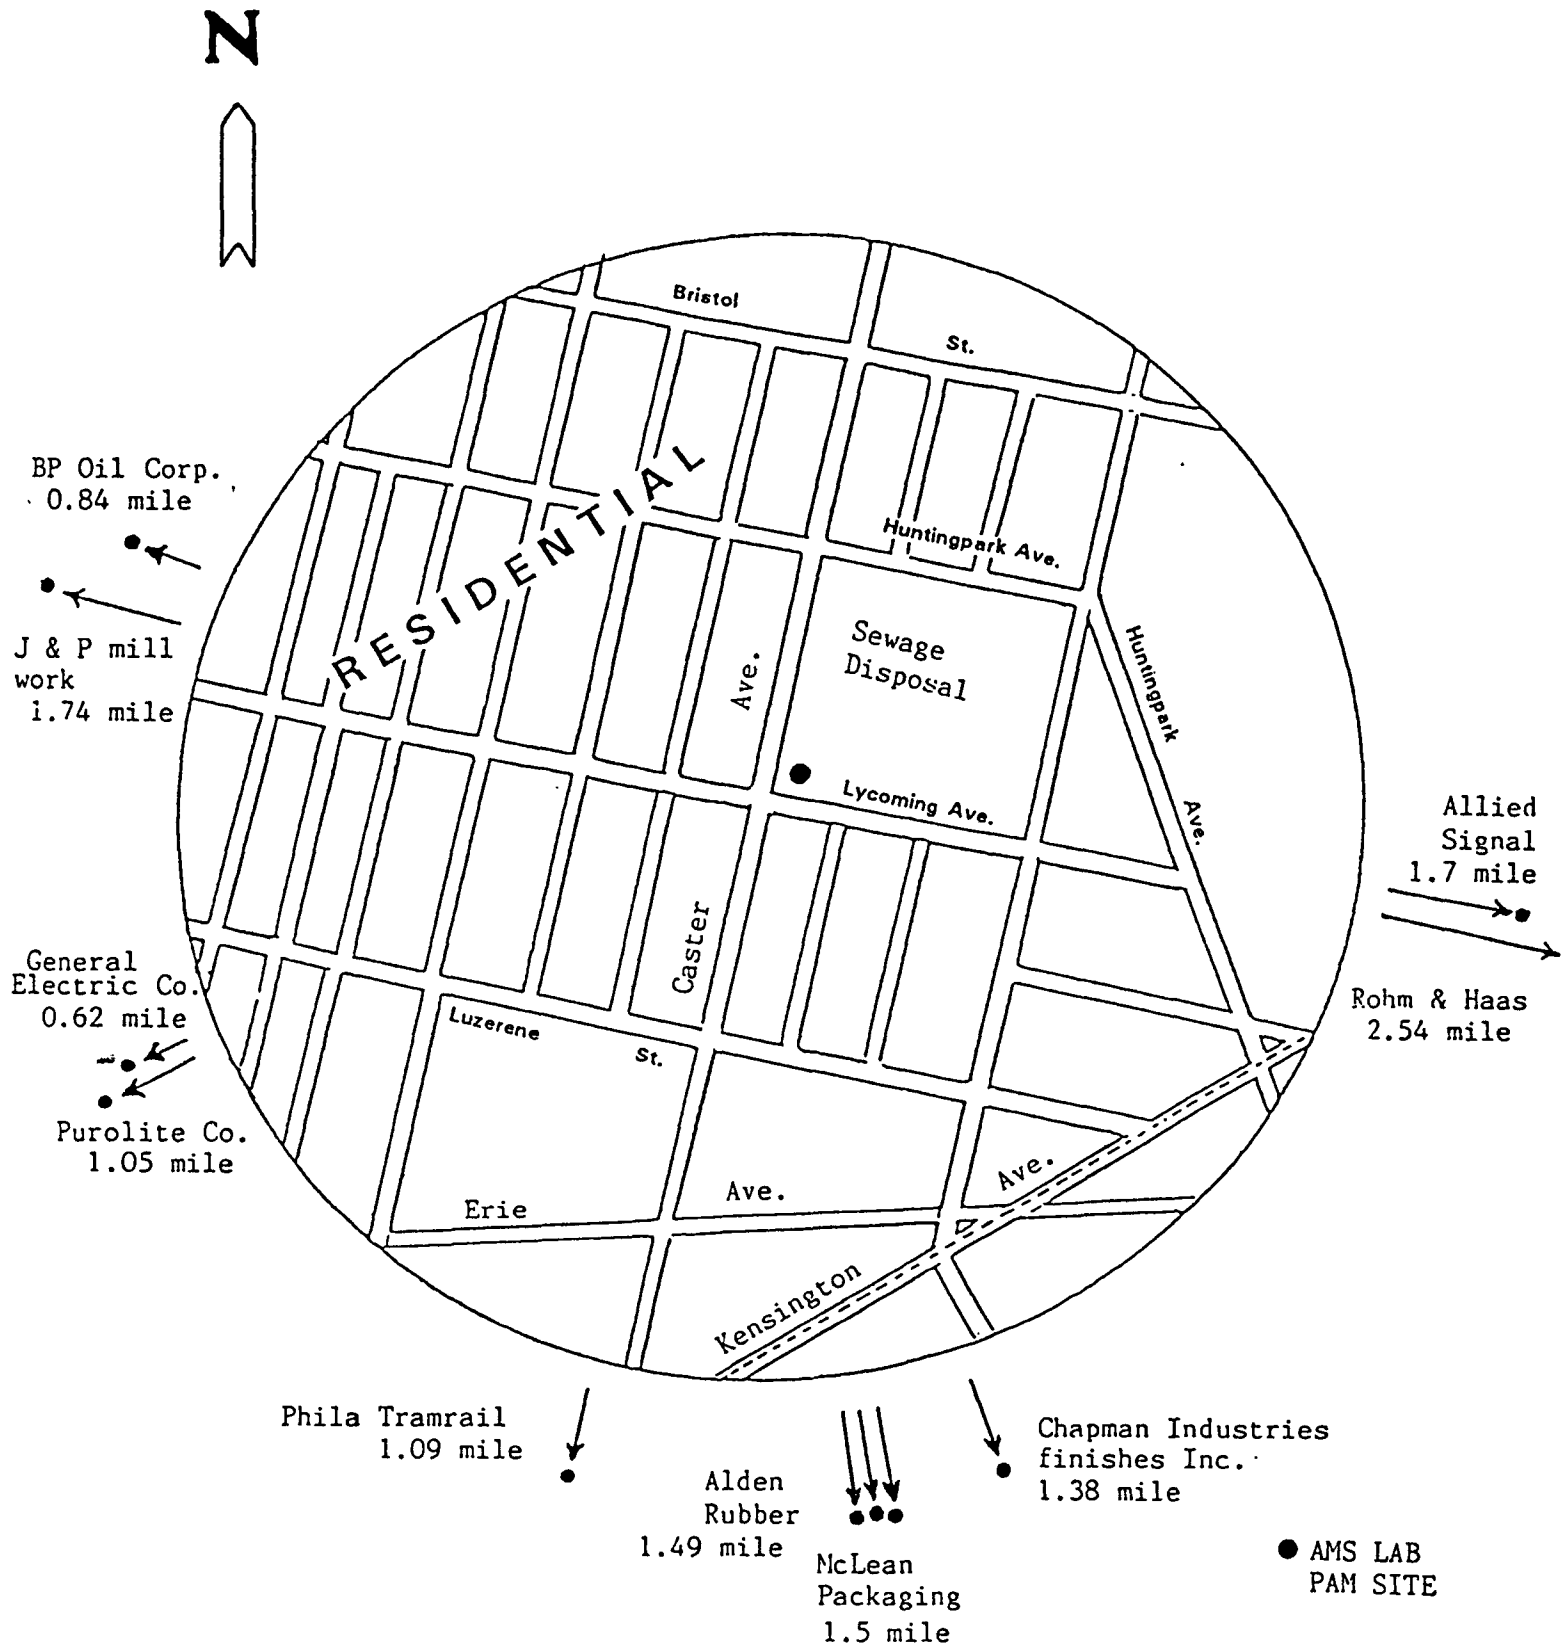 N
Bristol
St.
BP Oil Corp.
0.84 mile
RESIDENTIAL
Huntingpark Ave.
J & P mill
work
1.74 mile
Sewage
Disposal
Huntingpark
Ave.
Ave.
Lycoming Ave.
Allied
Signal
1.7 mile
Caster
General
Electric Co.
0.62 mile
Luzerene
St.
Rohm & Haas
2.54 mile
Purolite Co.
1.05 mile
Erie
Ave.
Ave.
Kensington
Phila Tramrail
1.09 mile
Alden
Rubber
1.49 mile
McLean
Packaging
1.5 mile
Chapman Industries
finishes Inc.
1.38 mile
AMS LAB
PAM SITE